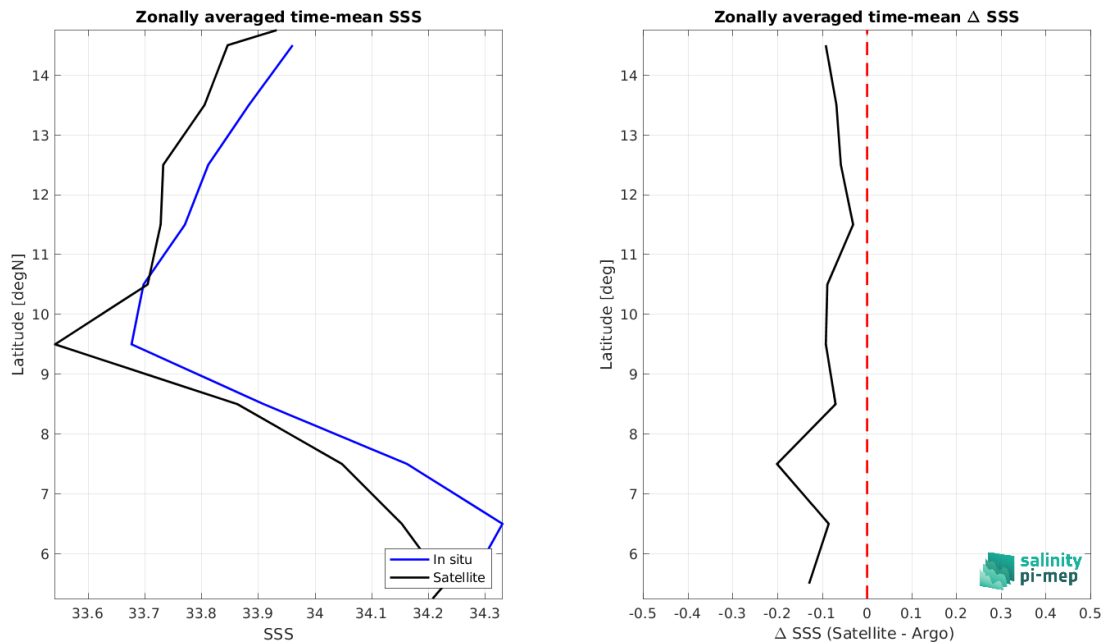 Zonally averaged time-mean SSS
14
13
12
11
10
9
8
7
6
Latitude [degN]
In situ
Satellite
33.6 33.7 33.8 33.9 34 34.1 34.2 34.3
SSS
Zonally averaged time-mean Δ SSS
14
13
12
11
10
9
8
7
6
Latitude [deg]
salinity
pi-mep
-0.5 -0.4 -0.3 -0.2 -0.1 0 0.1 0.2 0.3 0.4 0.5
Δ SSS (Satellite - Argo)